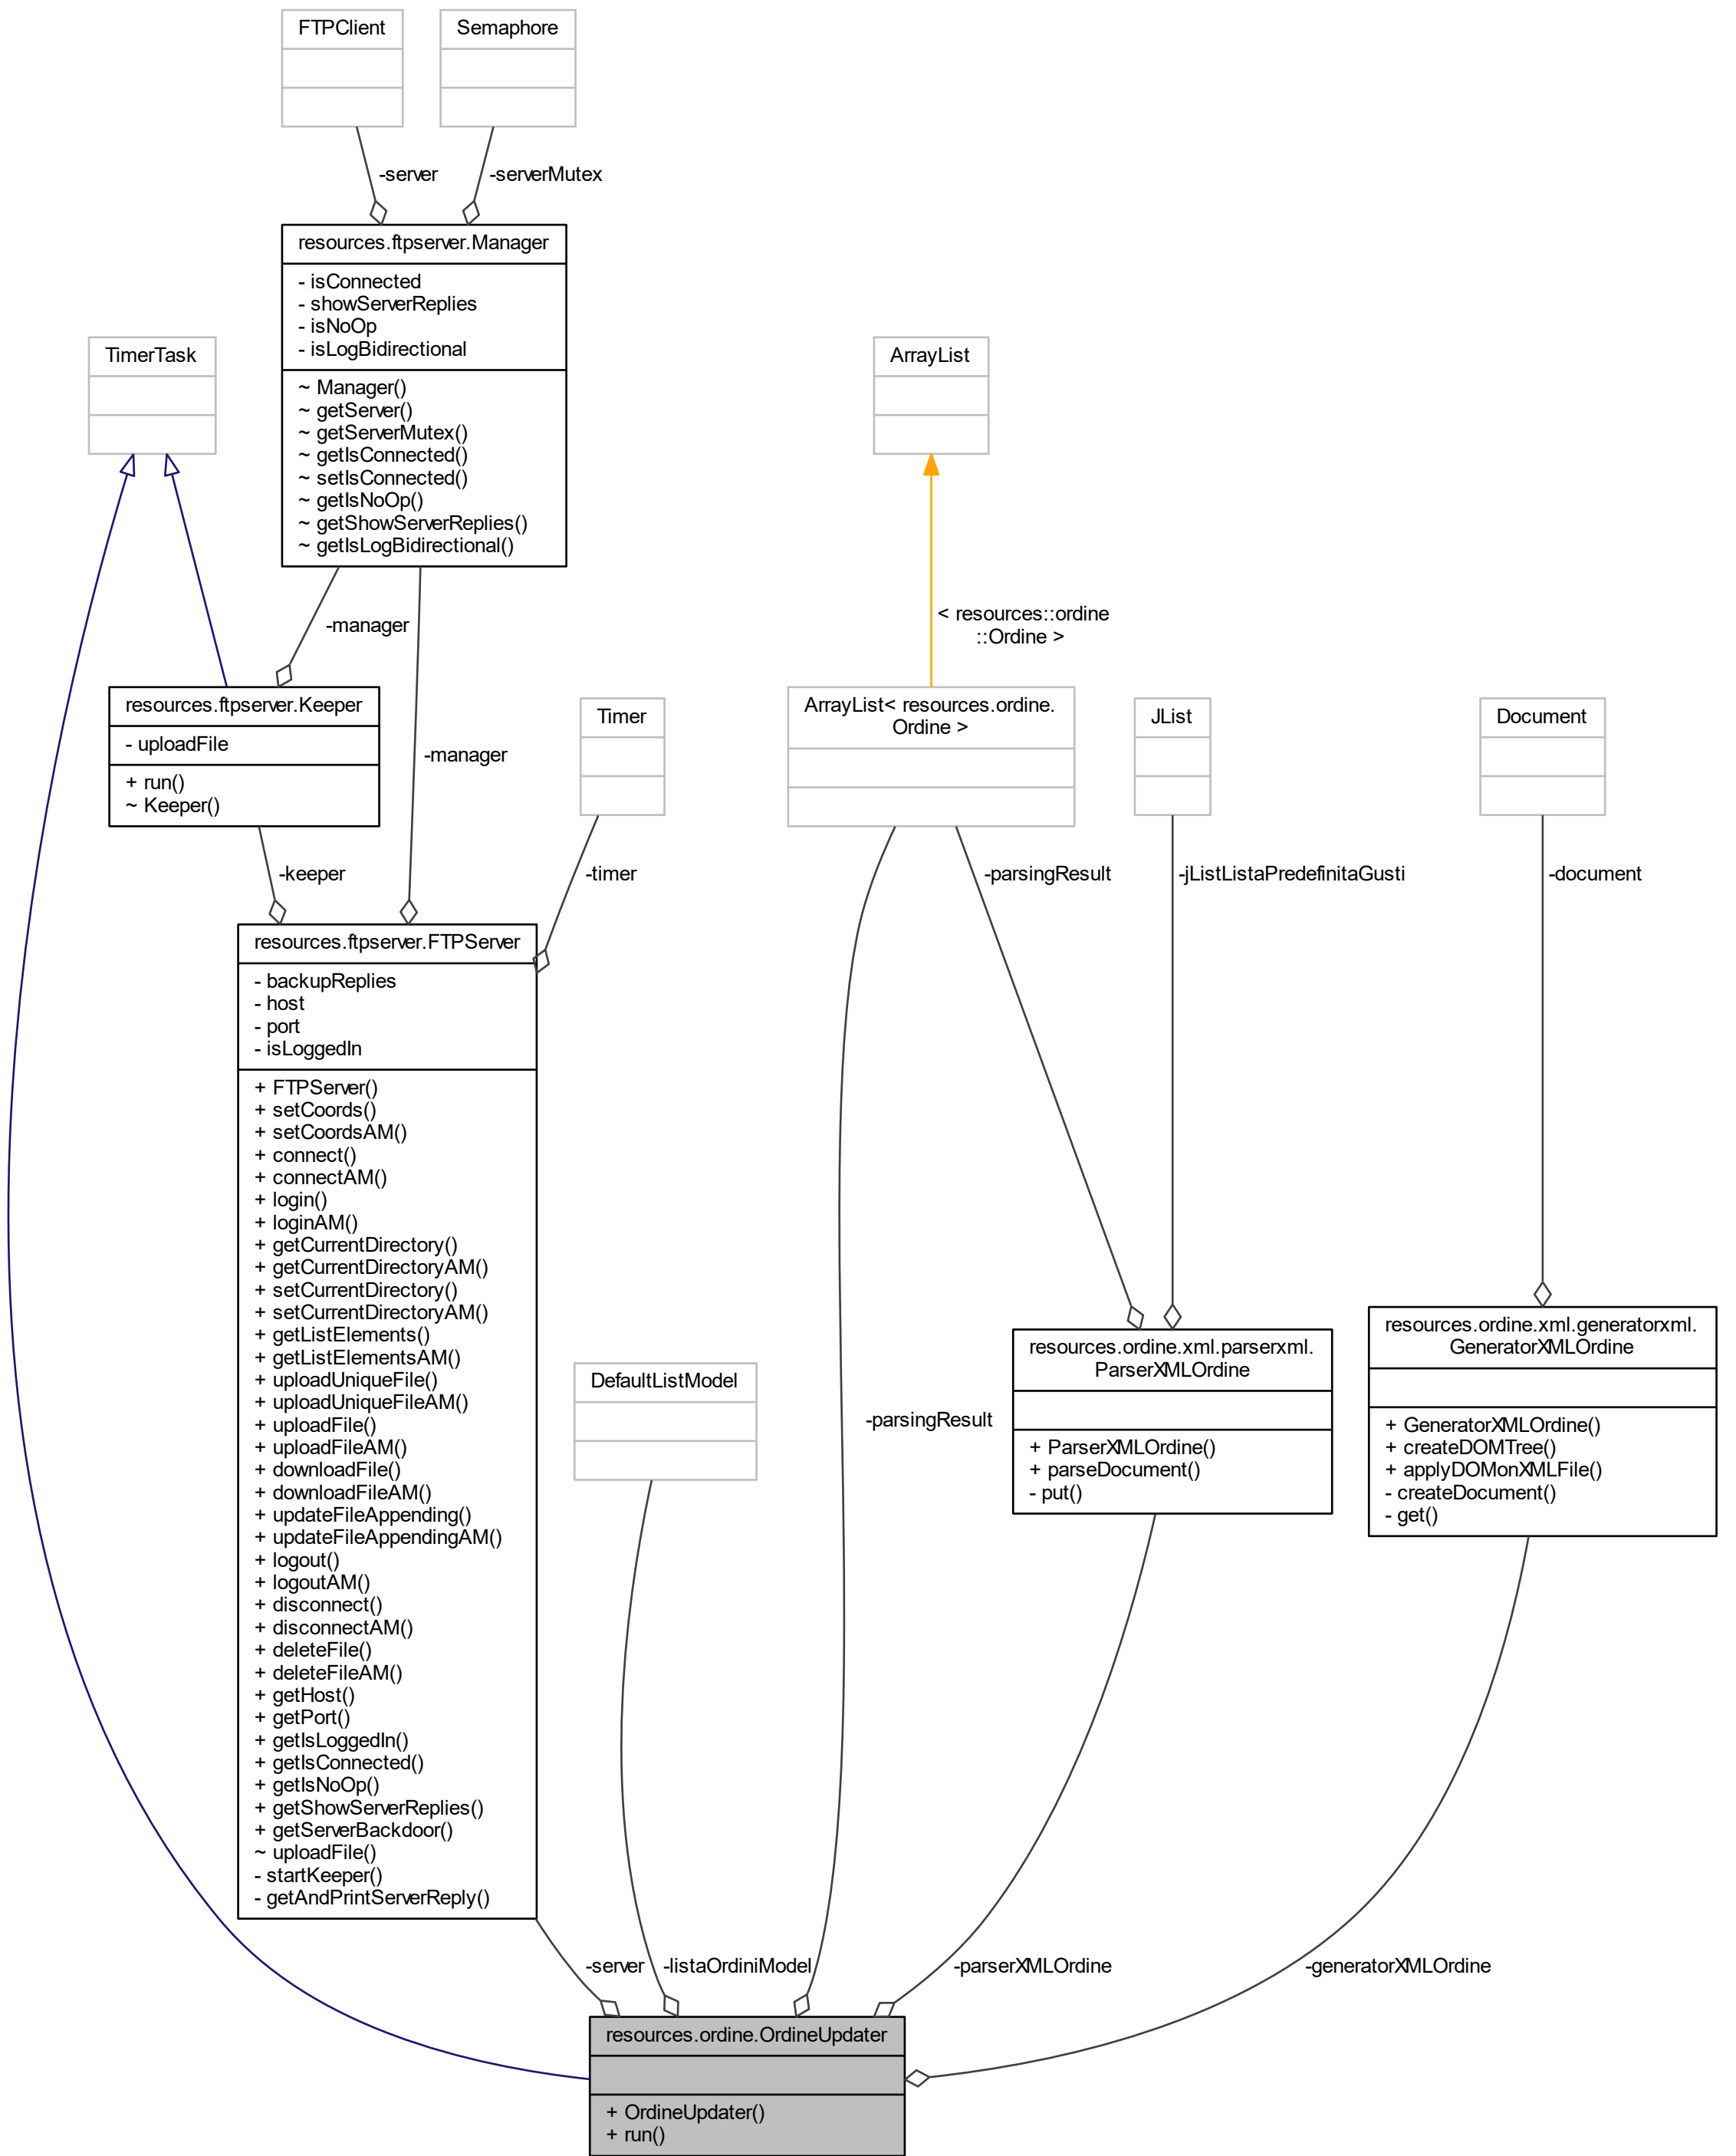 FTPClient
Semaphore
-server
-serverMutex
resources.ftpserver.Manager
- isConnected
- showServerReplies
- isNoOp
- isLogBidirectional
~ Manager()
~ getServer()
~ getServerMutex()
~ getIsConnected()
~ setIsConnected()
~ getIsNoOp()
~ getShowServerReplies()
~ getIsLogBidirectional()
TimerTask
ArrayList
-manager
< resources::ordine
::Ordine >
resources.ftpserver.Keeper
- uploadFile
+ run()
~ Keeper()
-manager
Timer
ArrayList< resources.ordine.
Ordine >
JList
Document
-keeper
-timer
-parsingResult
-jListListaPredefinitaGusti
-document
resources.ftpserver.FTPServer
- backupReplies
- host
- port
- isLoggedIn
+ FTPServer()
+ setCoords()
+ setCoordsAM()
+ connect()
+ connectAM()
+ login()
+ loginAM()
+ getCurrentDirectory()
+ getCurrentDirectoryAM()
+ setCurrentDirectory()
+ setCurrentDirectoryAM()
+ getListElements()
+ getListElementsAM()
+ uploadUniqueFile()
+ uploadUniqueFileAM()
+ uploadFile()
+ uploadFileAM()
+ downloadFile()
+ downloadFileAM()
+ updateFileAppending()
+ updateFileAppendingAM()
+ logout()
+ logoutAM()
+ disconnect()
+ disconnectAM()
+ deleteFile()
+ deleteFileAM()
+ getHost()
+ getPort()
+ getIsLoggedIn()
+ getIsConnected()
+ getIsNoOp()
+ getShowServerReplies()
+ getServerBackdoor()
~ uploadFile()
- startKeeper()
- getAndPrintServerReply()
DefaultListModel
-parsingResult
resources.ordine.xml.parserxml.
ParserXMLOrdine
+ ParserXMLOrdine()
+ parseDocument()
- put()
resources.ordine.xml.generatorxml.
GeneratorXMLOrdine
+ GeneratorXMLOrdine()
+ createDOMTree()
+ applyDOMonXMLFile()
- createDocument()
- get()
-server
-listaOrdiniModel
-parserXMLOrdine
-generatorXMLOrdine
resources.ordine.OrdineUpdater
+ OrdineUpdater()
+ run()